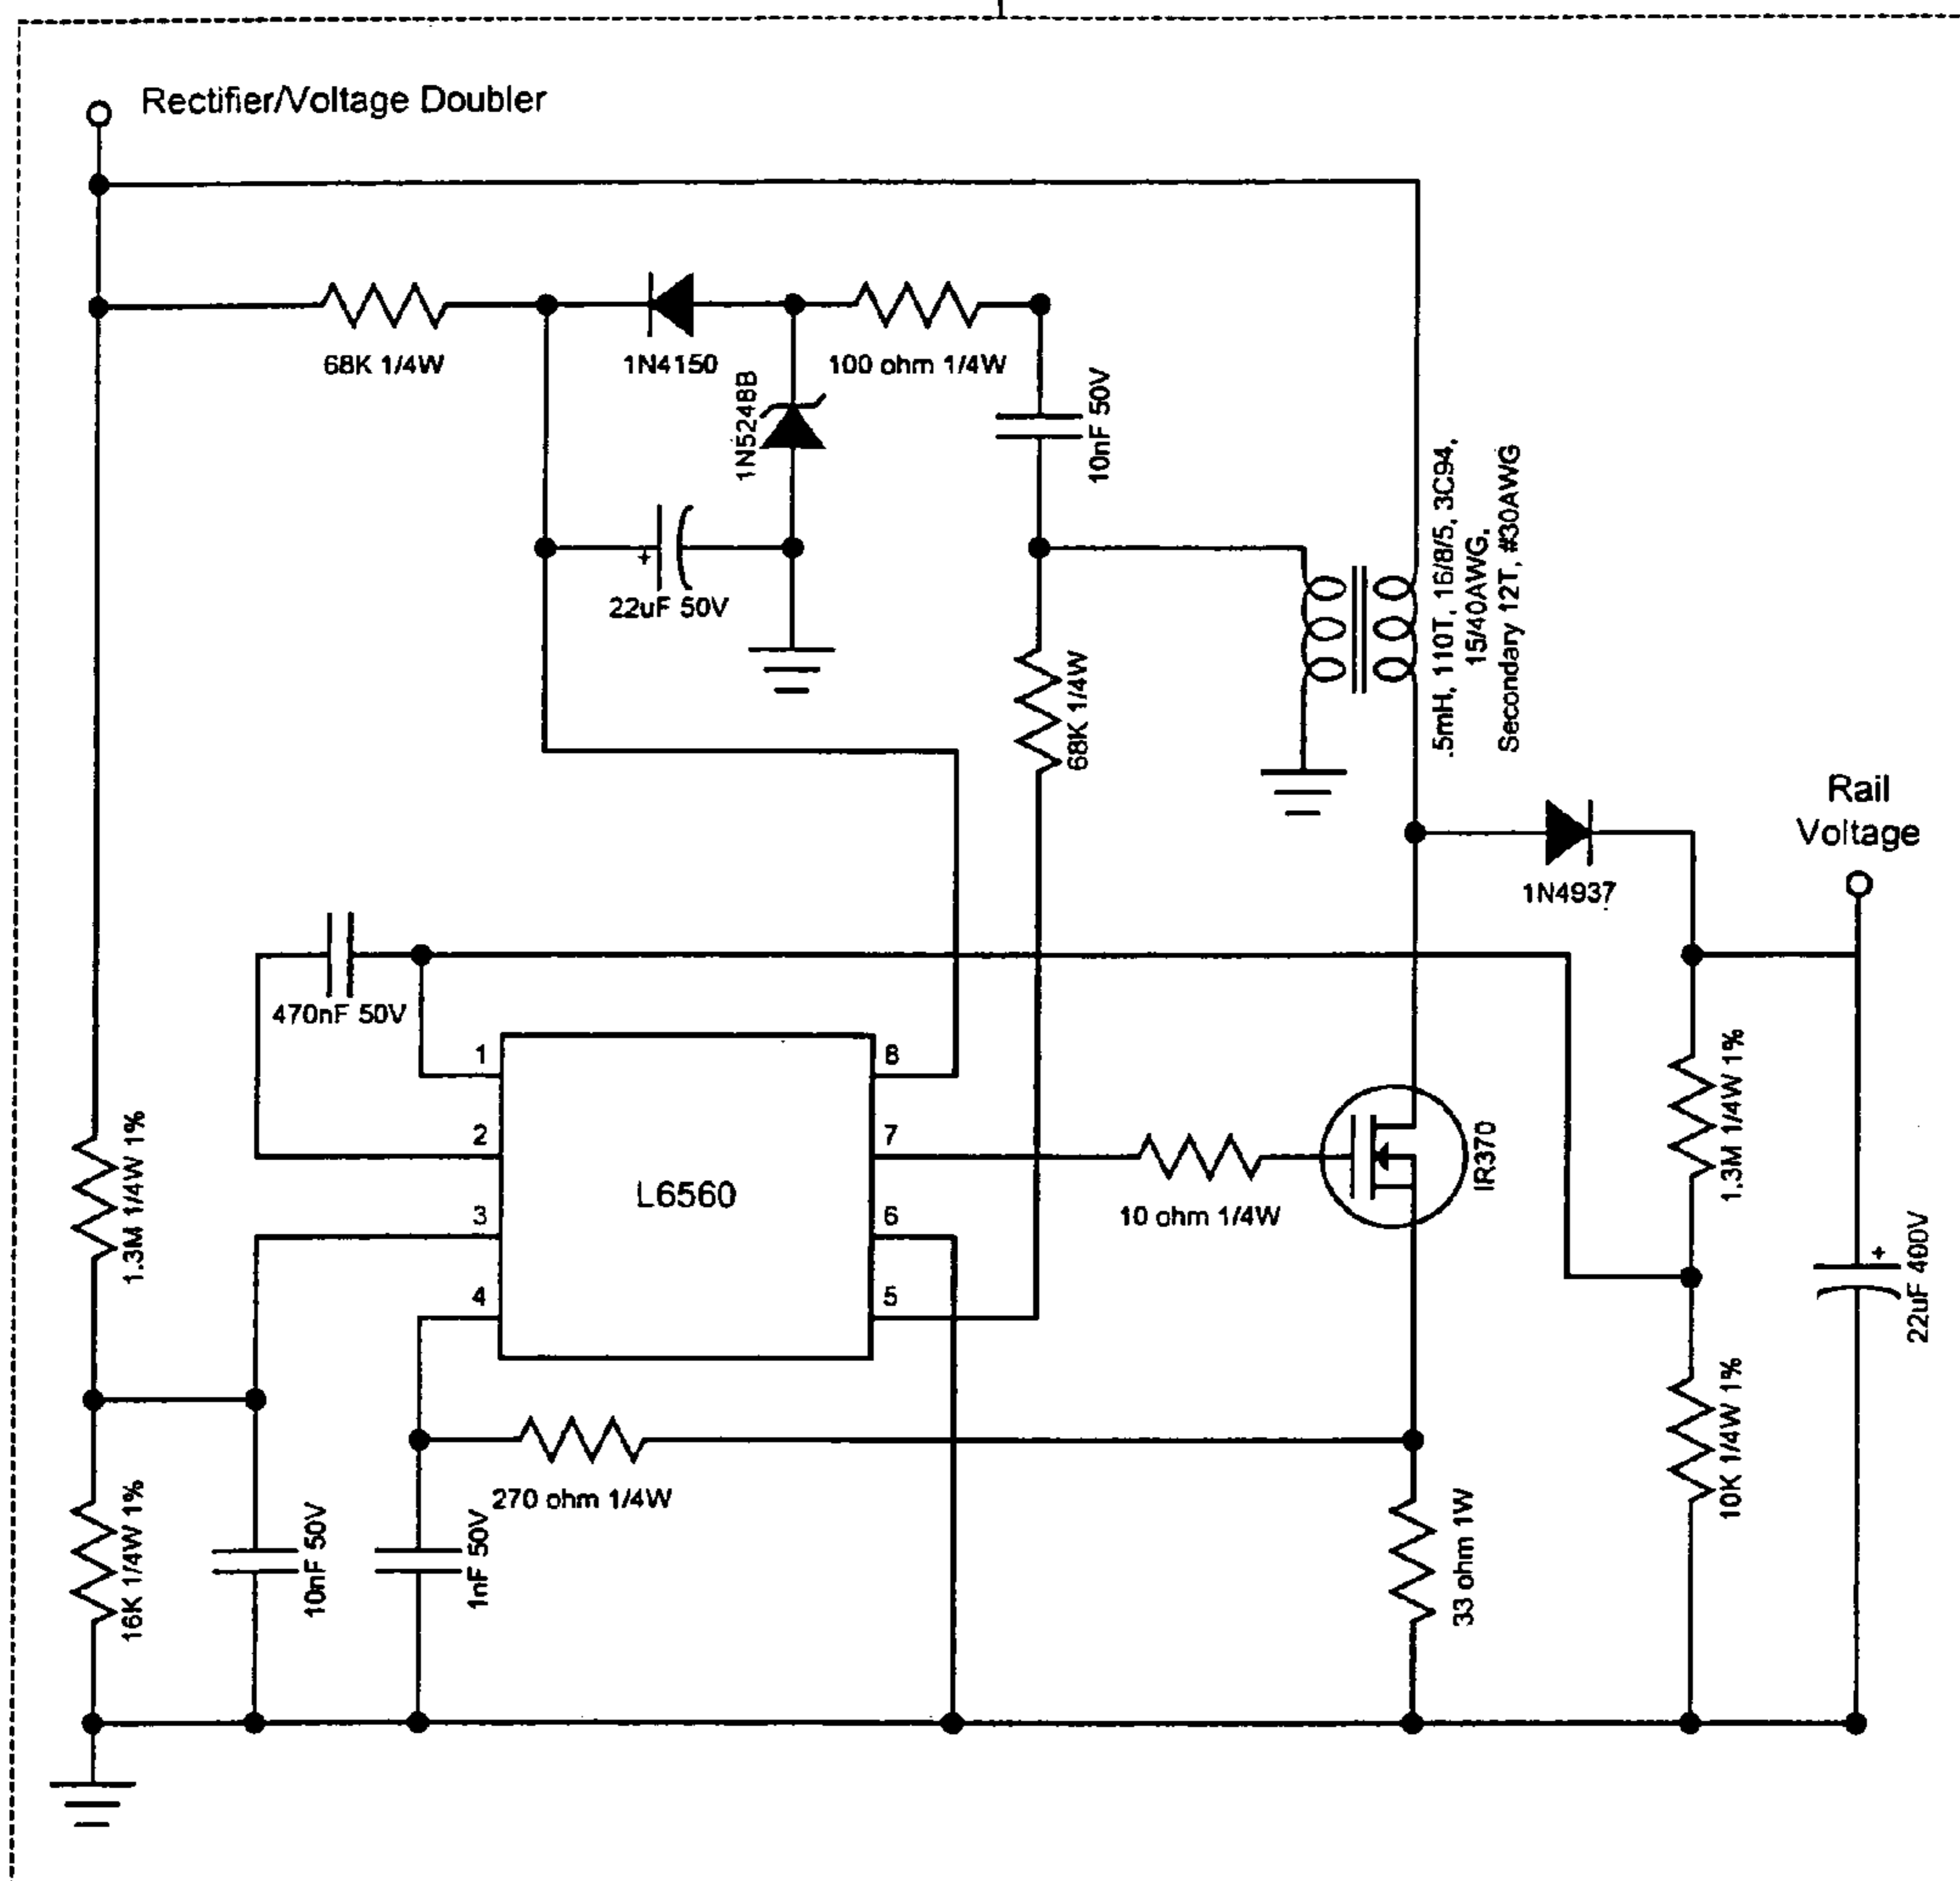 Rectifier/Voltage Doubler
68K 1/4W
1N4150
100 ohm 1/4W
1N5248B
10nF 50V
+
22uF 50V
68K 1/4W
.5mH, 110T, 16/8/5, 3C94,
15/40AWG,
Secondary 12T, #30AWG
Rail
Voltage
1N4937
470nF 50V
1
2
3
4
L6560
8
7
6
5
10 ohm 1/4W
IR370
1.3M 1/4W 1%
1.3M 1/4W 1%
+
22uF 400V
270 ohm 1/4W
16K 1/4W 1%
10nF 50V
1nF 50V
33 ohm 1W
10K 1/4W 1%